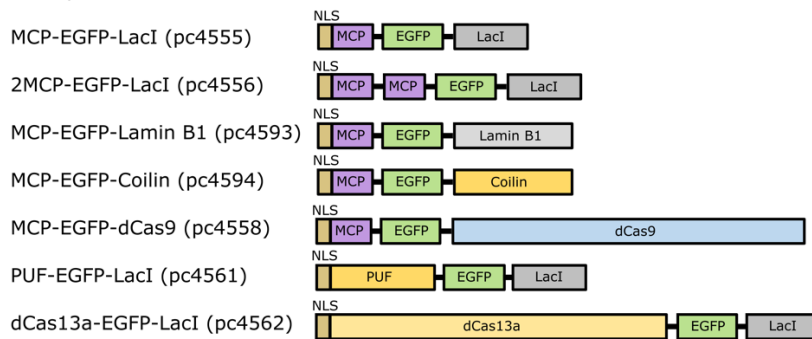 NLS
MCP-EGFP-LacI (pc4555) MCP EGFP LacI
NLS
2MCP-EGFP-LacI (pc4556) MCP MCP EGFP LacI
NLS
MCP-EGFP-Lamin B1 (pc4593) MCP EGFP Lamin B1
NLS
MCP-EGFP-Coilin (pc4594) MCP EGFP Coilin
NLS
MCP-EGFP-dCas9 (pc4558) MCP EGFP dCas9
NLS
PUF-EGFP-LacI (pc4561) PUF EGFP LacI
NLS
dCas13a-EGFP-LacI (pc4562) dCas13a EGFP LacI